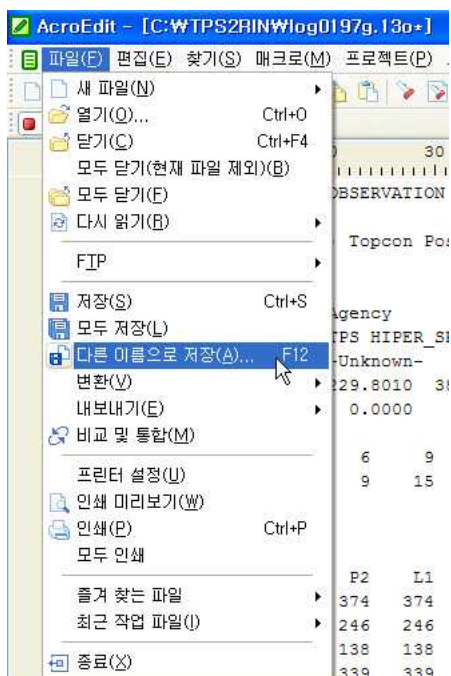 AcroEdit - [C:₩TPS2RIN₩log0197g.13o*]
파일(F) 편집(E) 찾기(S) 매크로(M) 프로젝트(P)
새 파일(N)
열기(O)... Ctrl+O
닫기(C) Ctrl+F4
모두 닫기(현재 파일 제외)(B)
30
모두 닫기(F)
OBSERVATION
다시 읽기(R)
Topcon Pos
FTP
저장(S) Ctrl+S
Agency
모두 저장(L)
TPS HIPER_SR
다른 이름으로 저장(A)... F12
-Unknown-
변환(V)
229.8010 38
내보내기(E)
0.0000
비교 및 통합(M)
6 9
프린터 설정(U)
9 15
인쇄 미리보기(W)
인쇄(P) Ctrl+P
모두 인쇄
P2 L1
즐겨 찾는 파일
374 374
최근 작업 파일(I)
246 246
138 138
종료(X)
339 339